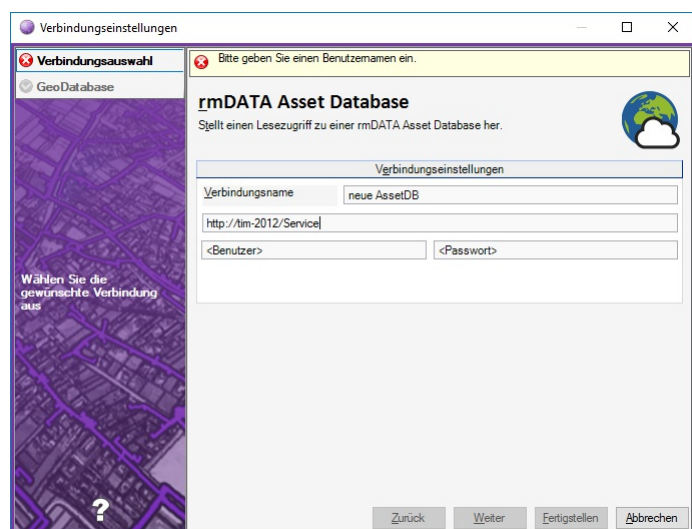 Verbindungseinstellungen
Verbindungsauswahl
GeoDatabase
Wählen Sie die
gewünschte Verbindung
aus
?
Bitte geben Sie einen Benutzernamen ein.
rmDATA Asset Database
Stellt einen Lesezugriff zu einer rmDATA Asset Database her.
Verbindungseinstellungen
Verbindungsname
neue AssetDB
http://tim-2012/Service
<Benutzer>
<Passwort>
Zurück
Weiter
Fertigstellen
Abbrechen